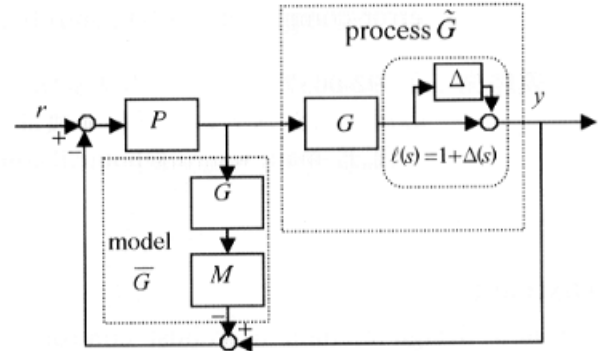 process G̃
Δ
r
y
P
G
+
−
ℓ(s) = 1 + Δ(s)
G
model
G̅
M
−
+